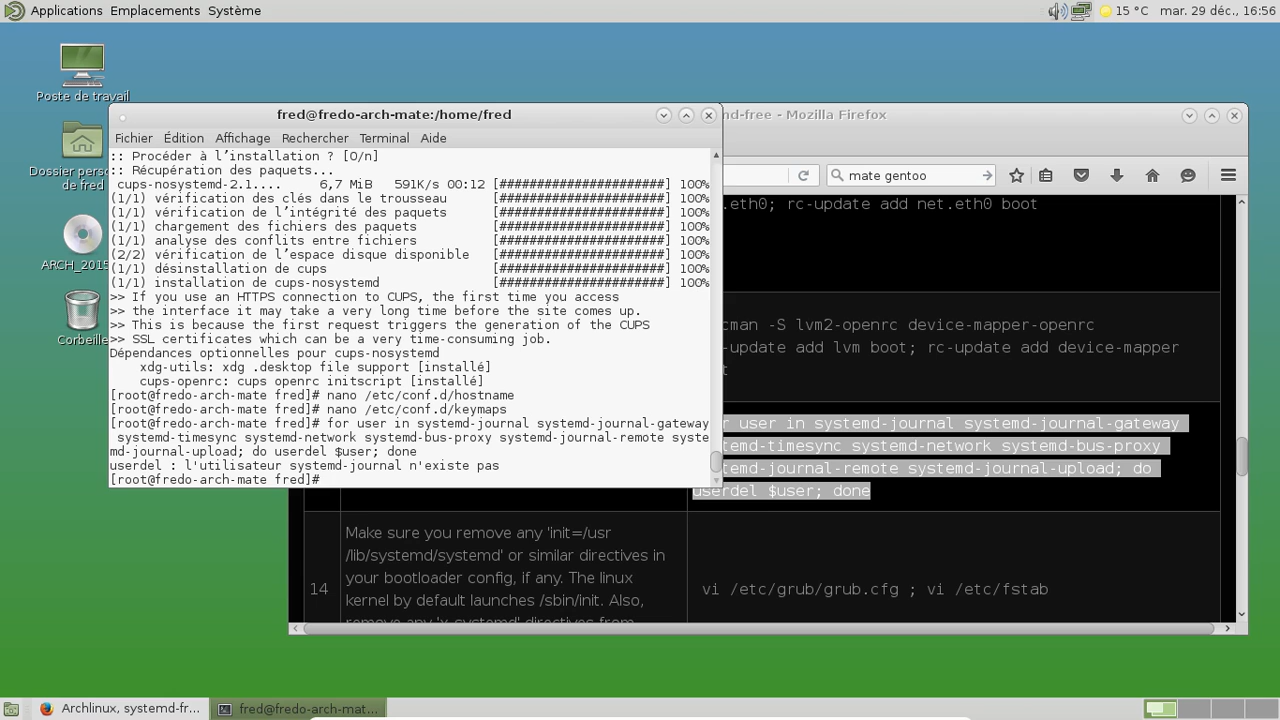 Applications Emplacements Système
15 °C mar. 29 déc., 16:56
Poste de travail
Dossier pers
de fred
ARCH_2015
Corbeille
fred@fredo-arch-mate:/home/fred
Fichier Édition Affichage Rechercher Terminal Aide
:: Procéder à l’installation ? [O/n]
:: Récupération des paquets...
cups-nosystemd-2.1.... 6,7 MiB 591K/s 00:12 [######################] 100%
(1/1) vérification des clés dans le trousseau [######################] 100%
(1/1) vérification de l’intégrité des paquets [######################] 100%
(1/1) chargement des fichiers des paquets [######################] 100%
(1/1) analyse des conflits entre fichiers [######################] 100%
(2/2) vérification de l’espace disque disponible [######################] 100%
(1/1) désinstallation de cups [######################] 100%
(1/1) installation de cups-nosystemd [######################] 100%
>> If you use an HTTPS connection to CUPS, the first time you access
>> the interface it may take a very long time before the site comes up.
>> This is because the first request triggers the generation of the CUPS
>> SSL certificates which can be a very time-consuming job.
Dépendances optionnelles pour cups-nosystemd
xdg-utils: xdg .desktop file support [installé]
cups-openrc: cups openrc initscript [installé]
[root@fredo-arch-mate fred]# nano /etc/conf.d/hostname
[root@fredo-arch-mate fred]# nano /etc/conf.d/keymaps
[root@fredo-arch-mate fred]# for user in systemd-journal systemd-journal-gateway
systemd-timesync systemd-network systemd-bus-proxy systemd-journal-remote syste
md-journal-upload; do userdel $user; done
userdel : l'utilisateur systemd-journal n'existe pas
[root@fredo-arch-mate fred]#
nd-free - Mozilla Firefox
mate gentoo
.eth0; rc-update add net.eth0 boot
cman -S lvm2-openrc device-mapper-openrc
-update add lvm boot; rc-update add device-mapper
t
r user in systemd-journal systemd-journal-gateway
temd-timesync systemd-network systemd-bus-proxy
temd-journal-remote systemd-journal-upload; do
userdel $user; done
Make sure you remove any 'init=/usr
/lib/systemd/systemd' or similar directives in
your bootloader config, if any. The linux
kernel by default launches /sbin/init. Also,
remove any 'x-systemd' directives from
14
vi /etc/grub/grub.cfg ; vi /etc/fstab
Archlinux, systemd-fr...
fred@fredo-arch-mat...